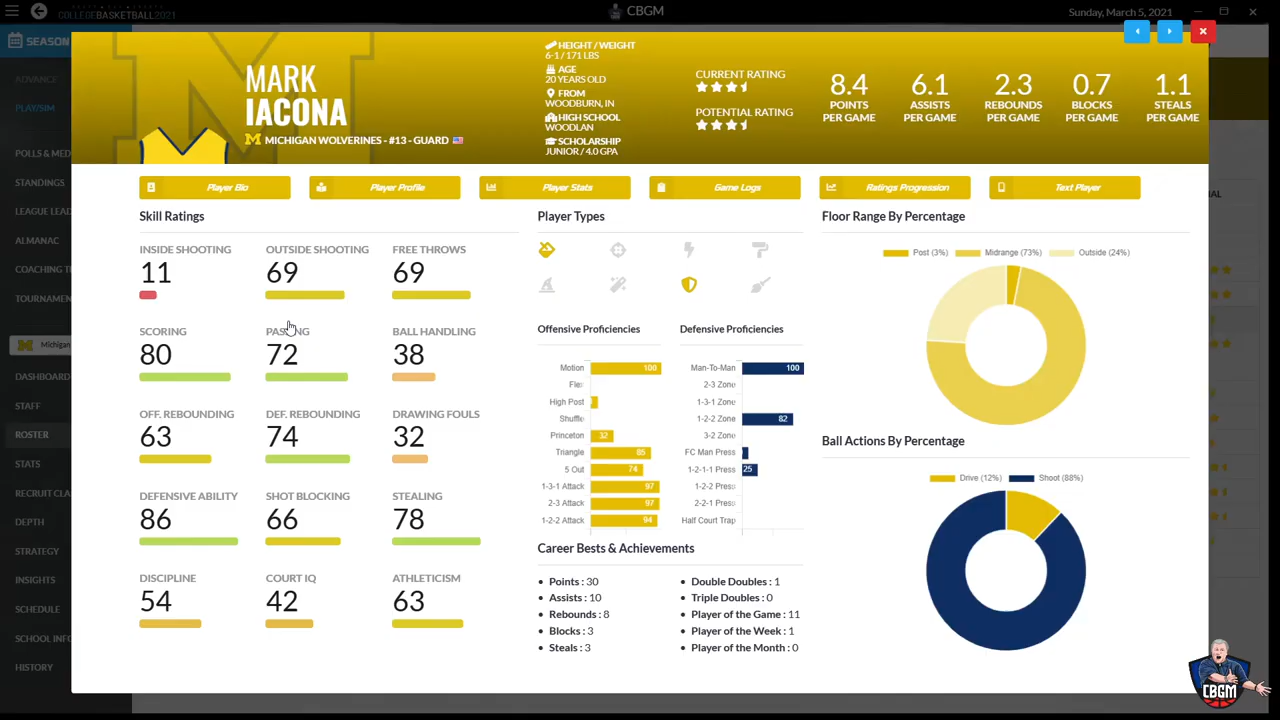 COLLEGEBASKETBALL2021
CBGM
Sunday, March 5, 2021
SEASON
ADVANCE
PLAY/SIM
POLLS & MED
STANDINGS
LEAGUE LEAD
ALMANAC
COACHING T
TOURNAMEN
Michigan
DASHBOARD
STAFF
ROSTER
STATS
RECRUIT CLA
DEPTH
STRATEGY
INSIGHTS
SCHEDULE
SCHOOL INFO
HISTORY
MARK
IACONA
MICHIGAN WOLVERINES - #13 - GUARD
HEIGHT / WEIGHT
6-1 / 171 LBS
AGE
20 YEARS OLD
FROM
WOODBURN, IN
HIGH SCHOOL
WOODLAN
SCHOLARSHIP
JUNIOR / 4.0 GPA
CURRENT RATING
POTENTIAL RATING
8.4
POINTS
PER GAME
6.1
ASSISTS
PER GAME
2.3
REBOUNDS
PER GAME
0.7
BLOCKS
PER GAME
1.1
STEALS
PER GAME
Player Bio
Player Profile
Player Stats
Game Logs
Ratings Progression
Text Player
Skill Ratings
INSIDE SHOOTING
11
OUTSIDE SHOOTING
69
FREE THROWS
69
SCORING
80
PASSING
72
BALL HANDLING
38
OFF. REBOUNDING
63
DEF. REBOUNDING
74
DRAWING FOULS
32
DEFENSIVE ABILITY
86
SHOT BLOCKING
66
STEALING
78
DISCIPLINE
54
COURT IQ
42
ATHLETICISM
63
Player Types
Offensive Proficiencies
Motion 100
Flex
High Post
Shuffle
Princeton 32
Triangle 85
5 Out 74
1-3-1 Attack 97
2-3 Attack 97
1-2-2 Attack 94
Defensive Proficiencies
Man-To-Man 100
2-3 Zone
1-3-1 Zone
1-2-2 Zone 82
3-2 Zone
FC Man Press
1-2-1-1 Press 25
1-2-2 Press
2-2-1 Press
Half Court Trap
Career Bests & Achievements
Points : 30
Assists : 10
Rebounds : 8
Blocks : 3
Steals : 3
Double Doubles : 1
Triple Doubles : 0
Player of the Game : 11
Player of the Week : 1
Player of the Month : 0
Floor Range By Percentage
Post (3%) Midrange (73%) Outside (24%)
Ball Actions By Percentage
Drive (12%) Shoot (88%)
CBGM